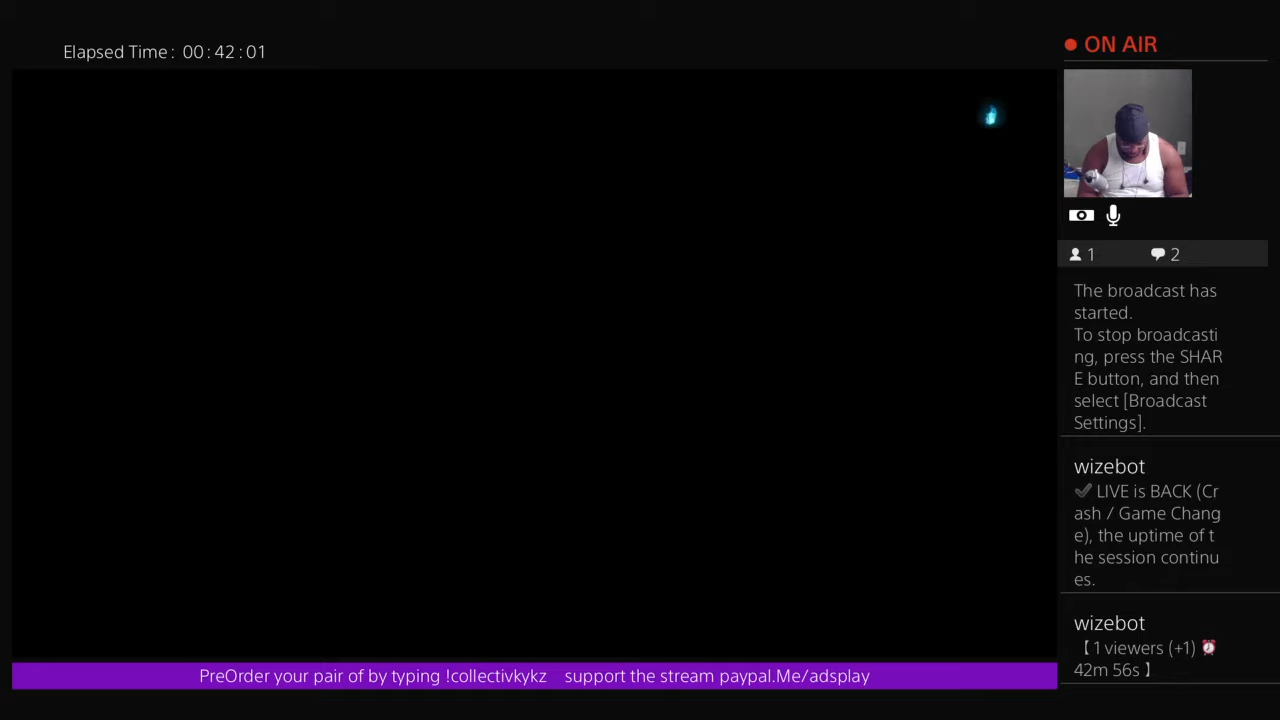 Elapsed Time: 00:42:01
ON AIR
1 2
The broadcast has
started.
To stop broadcasti
ng, press the SHAR
E button, and then
select [Broadcast
Settings].
wizebot
✔ LIVE is BACK (Cr
ash / Game Chang
e), the uptime of t
he session continu
es.
wizebot
【1 viewers (+1) ⏰
42m 56s】
PreOrder your pair of by typing !collectivkykz support the stream paypal.Me/adsplay